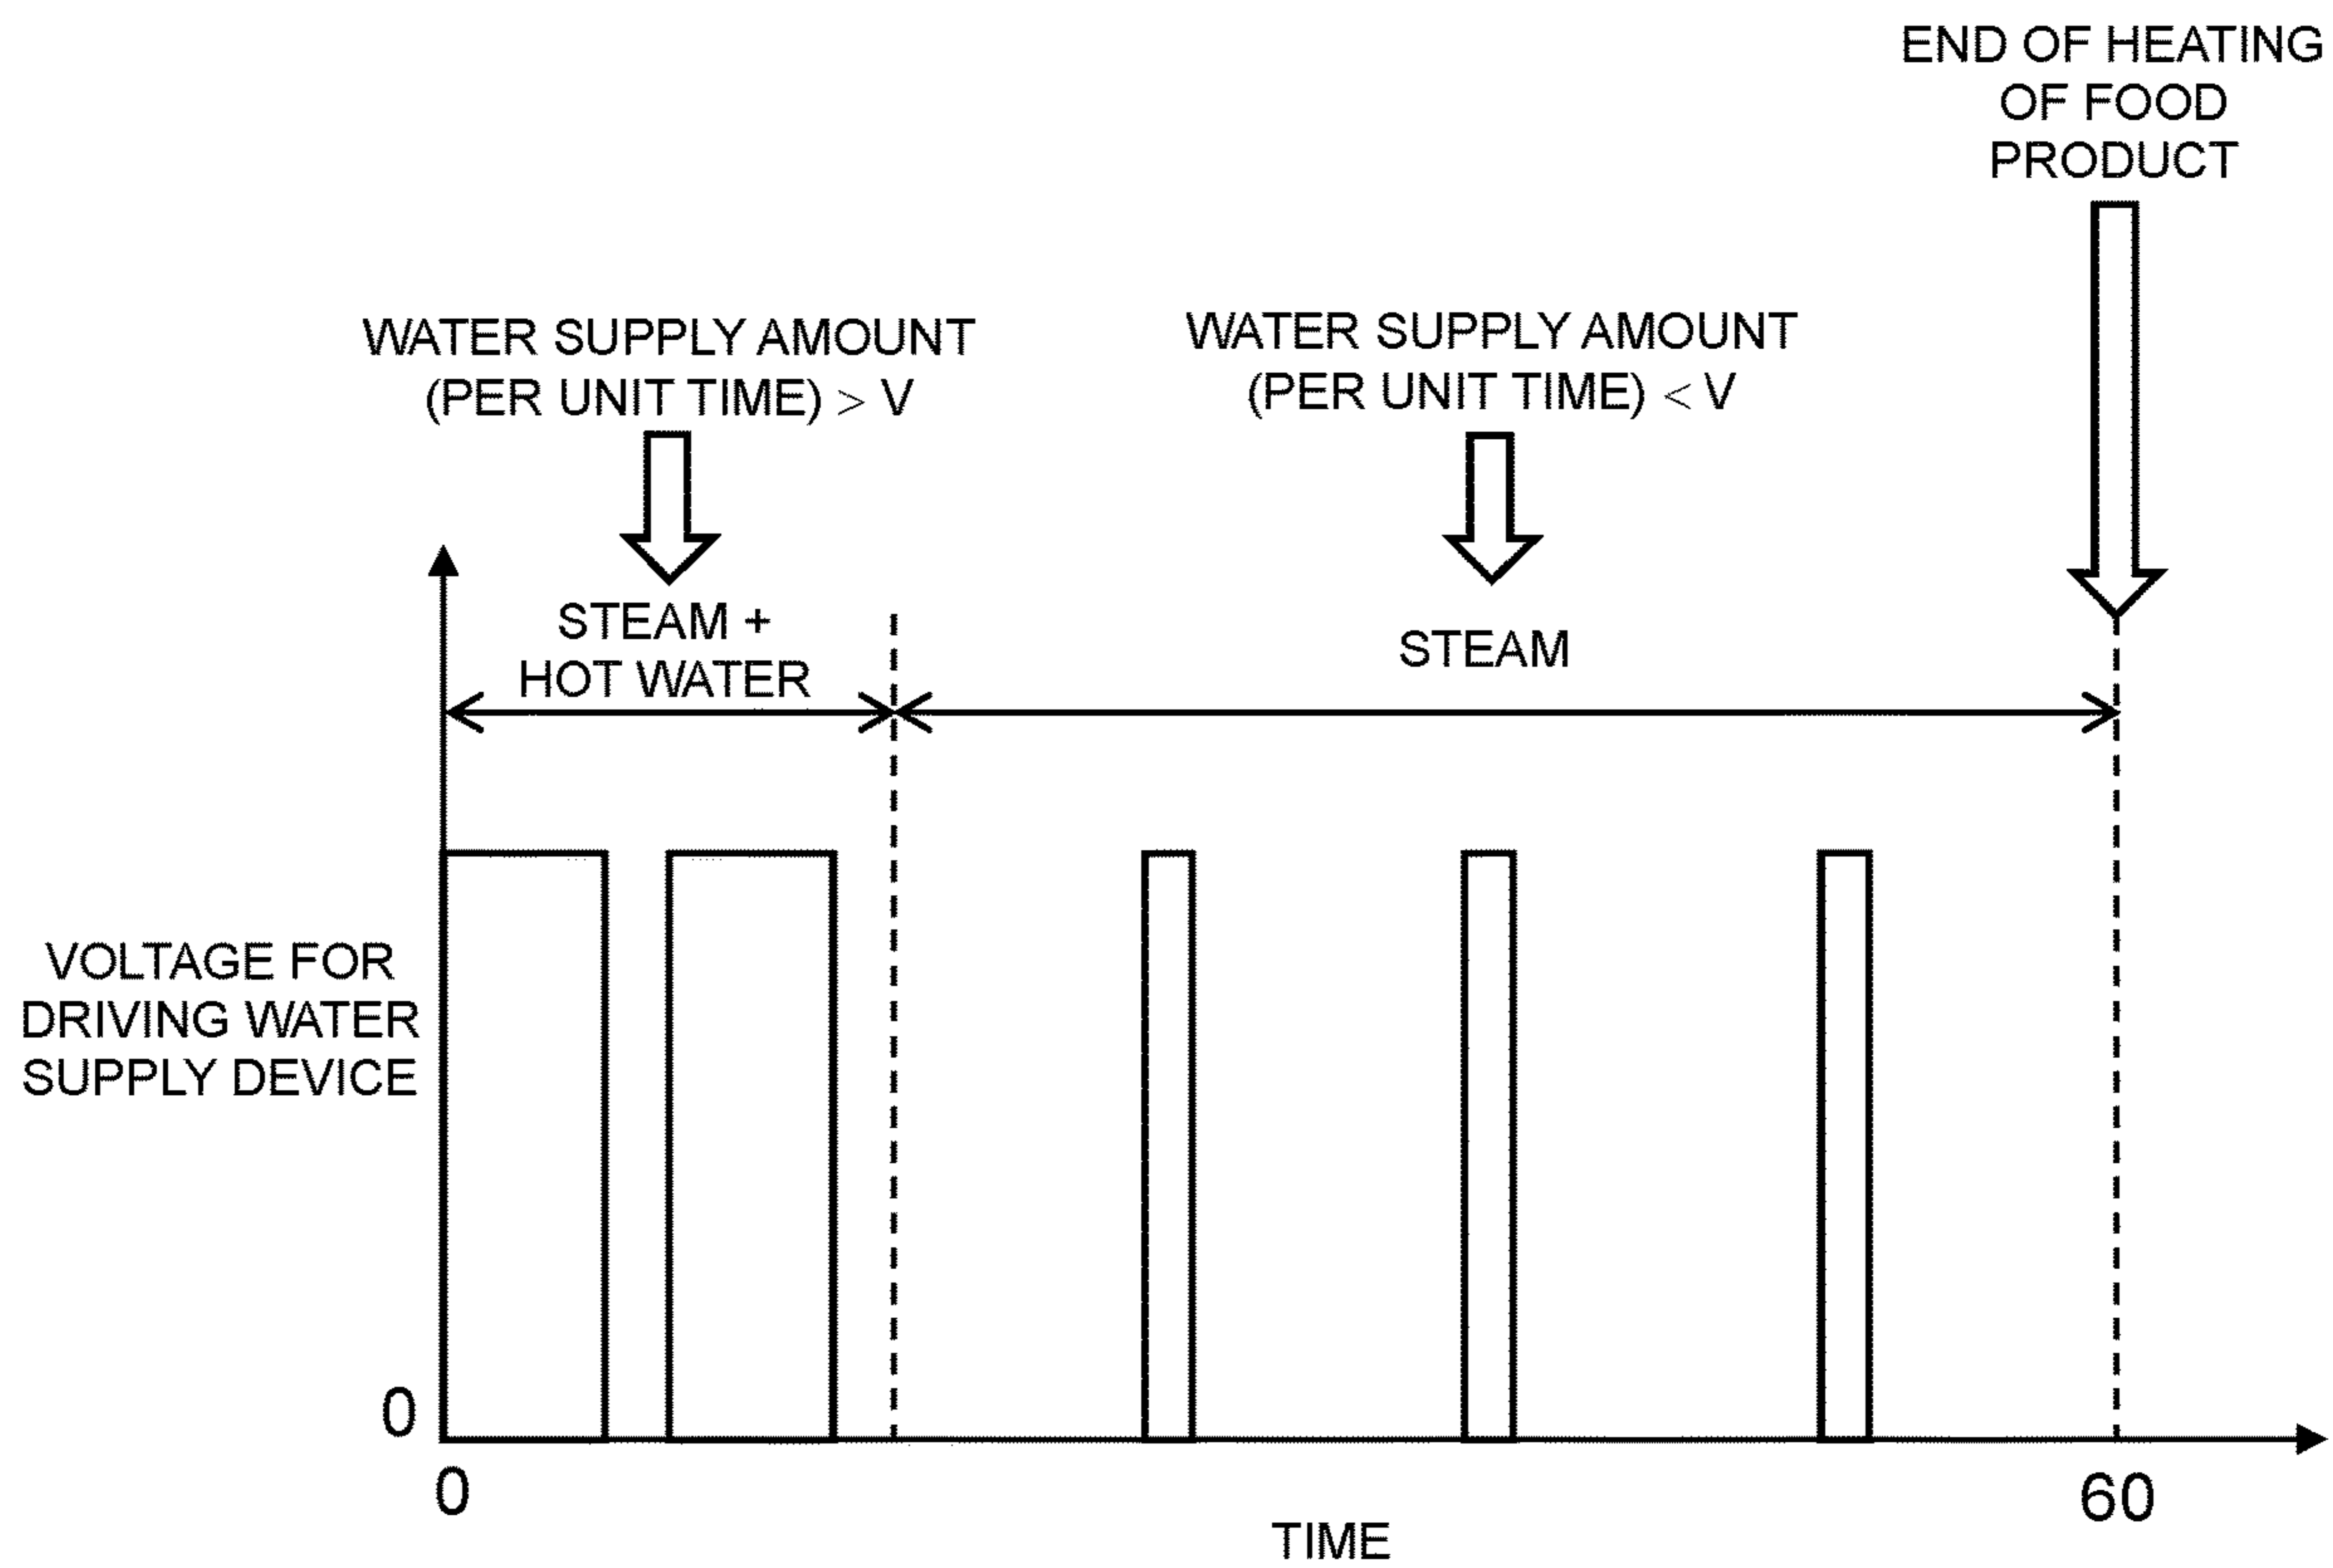 END OF HEATING
OF FOOD
PRODUCT
WATER SUPPLY AMOUNT
(PER UNIT TIME) > V
WATER SUPPLY AMOUNT
(PER UNIT TIME) < V
STEAM +
HOT WATER
STEAM
VOLTAGE FOR
DRIVING WATER
SUPPLY DEVICE
0
0
60
TIME